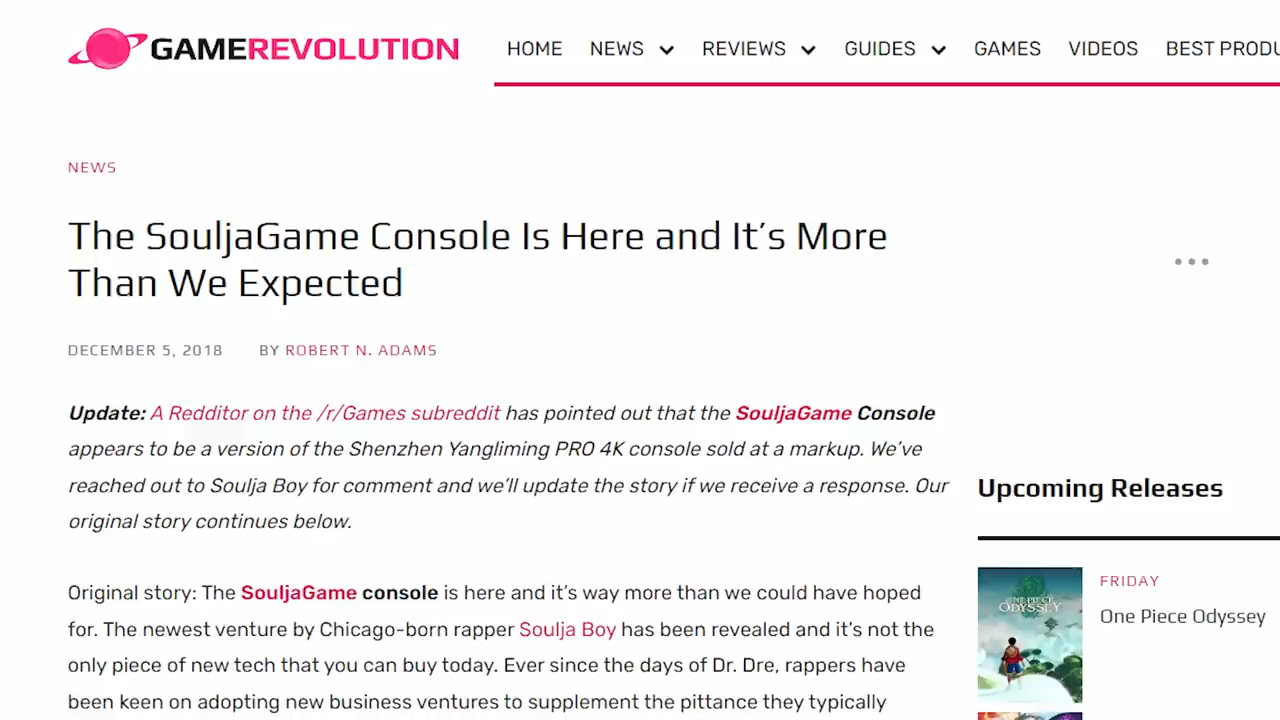 GAMEREVOLUTION
HOME NEWS REVIEWS GUIDES GAMES VIDEOS BEST PRODU
NEWS
The SouljaGame Console Is Here and It's More
Than We Expected
DECEMBER 5, 2018 BY ROBERT N. ADAMS
Update: A Redditor on the /r/Games subreddit has pointed out that the SouljaGame Console
appears to be a version of the Shenzhen Yangliming PRO 4K console sold at a markup. We've
reached out to Soulja Boy for comment and we'll update the story if we receive a response. Our
original story continues below.
Original story: The SouljaGame console is here and it's way more than we could have hoped
for. The newest venture by Chicago-born rapper Soulja Boy has been revealed and it's not the
only piece of new tech that you can buy today. Ever since the days of Dr. Dre, rappers have
been keen on adopting new business ventures to supplement the pittance they typically
Upcoming Releases
ONE PIECE
ODYSSEY
FRIDAY
One Piece Odyssey